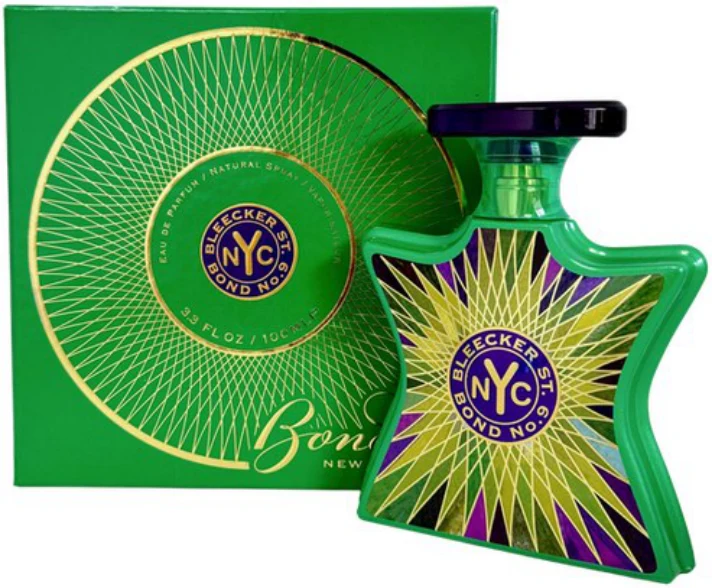 EAU DE PARFUM / NATURAL SPRAY /
BLEECKER ST.
NYC
BOND NO.9
3.3 FL OZ / 100
Bon
NEW
BLEECKER ST.
NYC
BOND NO.9